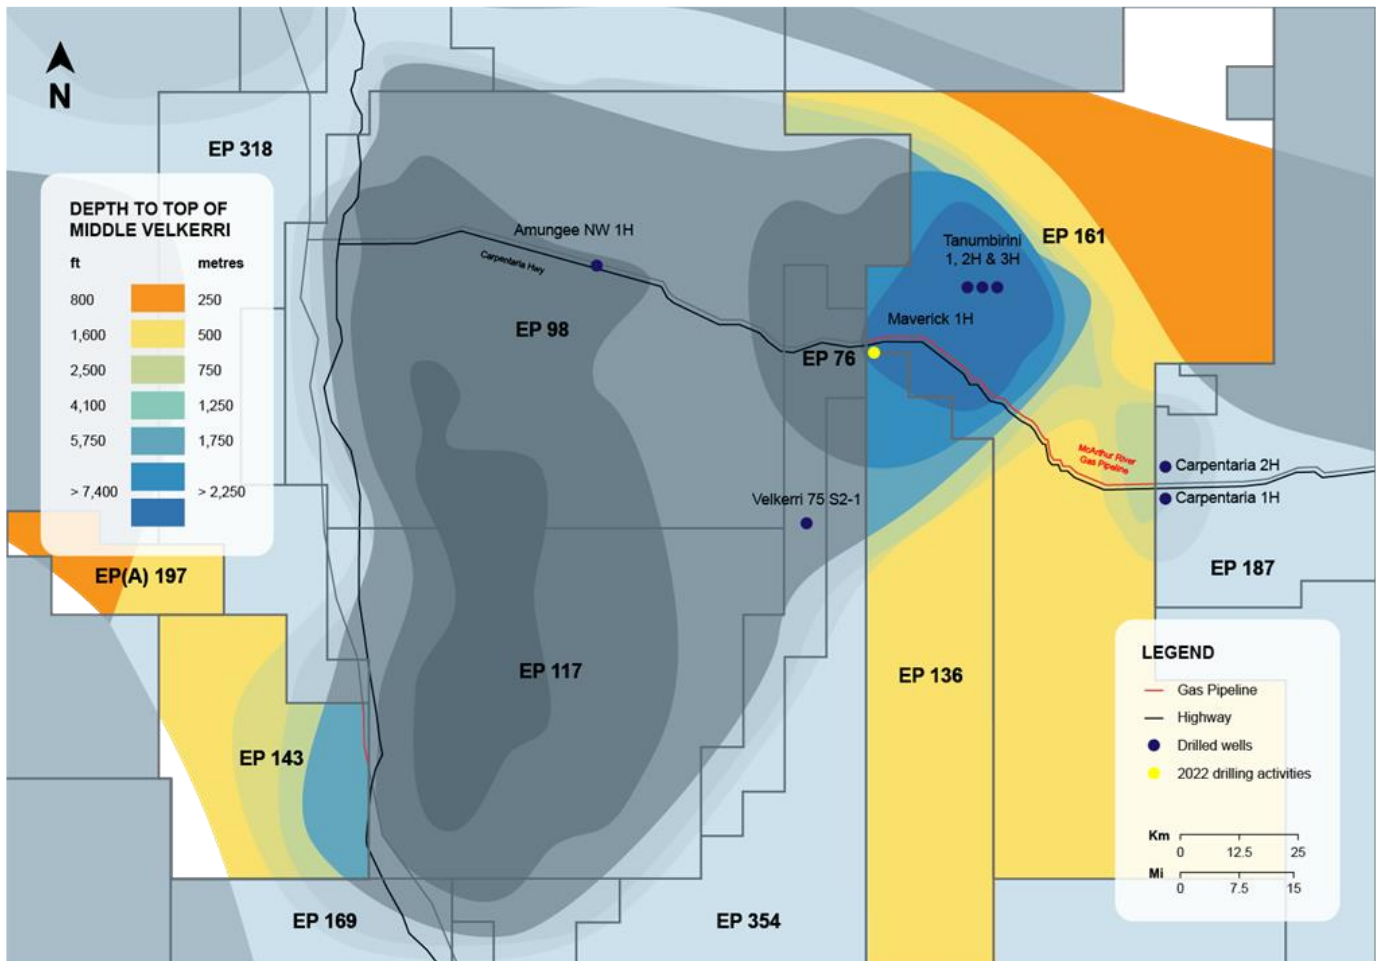 N
EP 318
DEPTH TO TOP OF
MIDDLE VELKERRI
ft metres
800 250
1,600 500
2,500 750
4,100 1,250
5,750 1,750
> 7,400 > 2,250
Amungee NW 1H
Carpentaria Hwy
EP 98
Tanumbirini
1, 2H & 3H
EP 161
Maverick 1H
EP 76
McArthur River
Gas Pipeline
Carpentaria 2H
Carpentaria 1H
Velkerri 75 S2-1
EP(A) 197
EP 187
EP 117
EP 136
EP 143
EP 169
EP 354
LEGEND
Gas Pipeline
Highway
Drilled wells
2022 drilling activities
Km
0 12.5 25
Mi
0 7.5 15